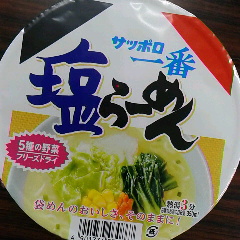 サッポロ
一番
塩らーめん
5種の野菜
フリーズドライ
熱湯3分
袋めんのおいしさ、そのままに!